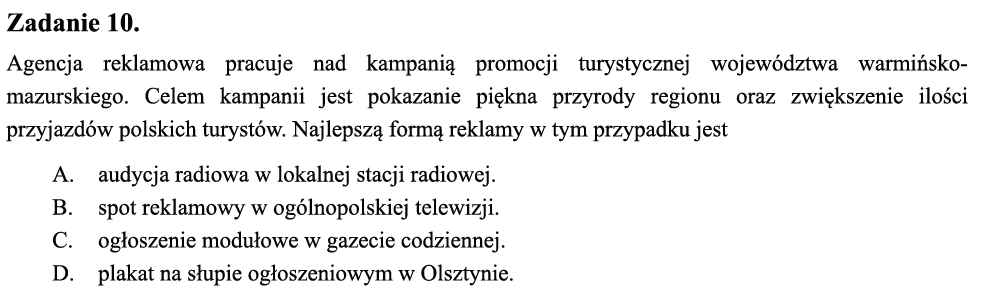 Zadanie 10.
Agencja reklamowa pracuje nad kampanią promocji turystycznej województwa warmińsko-
mazurskiego. Celem kampanii jest pokazanie piękna przyrody regionu oraz zwiększenie ilości
przyjazdów polskich turystów. Najlepszą formą reklamy w tym przypadku jest
A. audycja radiowa w lokalnej stacji radiowej.
B. spot reklamowy w ogólnopolskiej telewizji.
C. ogłoszenie modułowe w gazecie codziennej.
D. plakat na słupie ogłoszeniowym w Olsztynie.